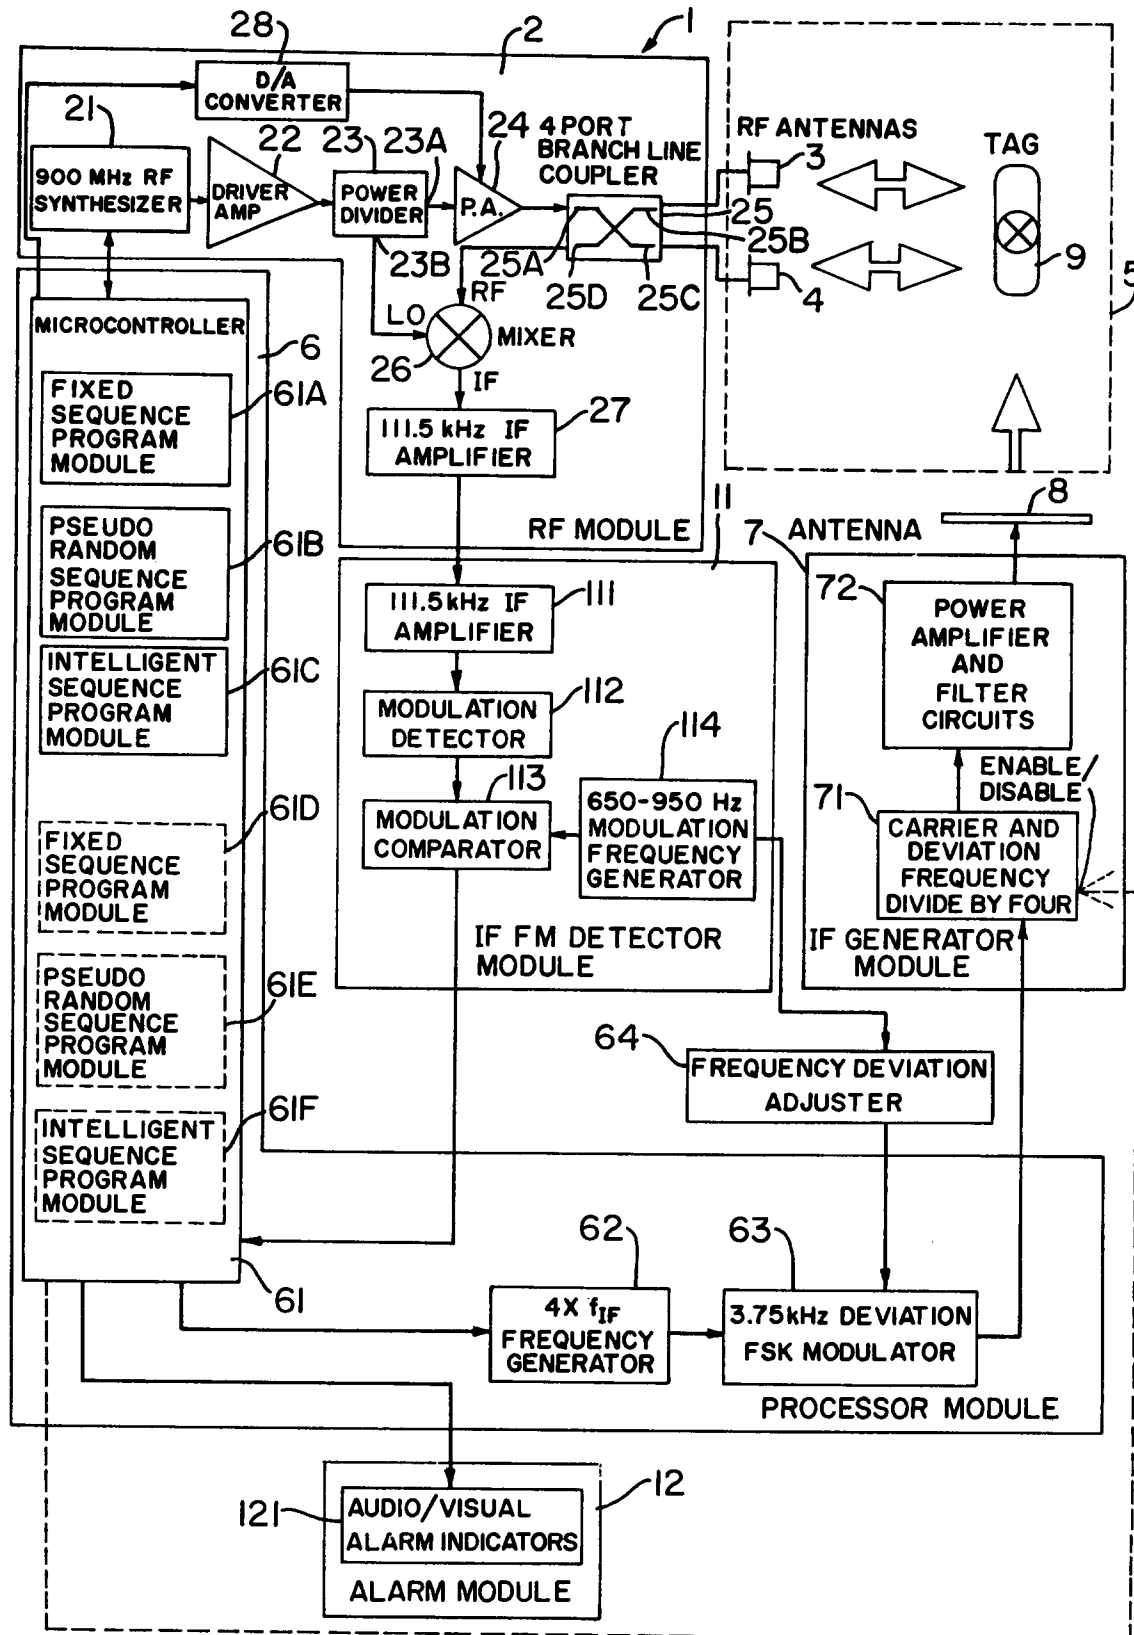 28
2
1
D/A
CONVERTER
21
22
23
23A
24
4 PORT
BRANCH LINE
COUPLER
RF ANTENNAS
3
TAG
900 MHz RF
SYNTHESIZER
DRIVER
AMP
POWER
DIVIDER
P.A.
25
25A
25B
23B
25D
25C
4
9
5
RF
LO
MIXER
26
IF
MICROCONTROLLER
6
FIXED
SEQUENCE
PROGRAM
MODULE
61A
111.5 kHz IF
AMPLIFIER
27
RF MODULE
11
PSEUDO
RANDOM
SEQUENCE
PROGRAM
MODULE
61B
8
7
ANTENNA
111.5 kHz IF
AMPLIFIER
111
72
POWER
AMPLIFIER
AND
FILTER
CIRCUITS
INTELLIGENT
SEQUENCE
PROGRAM
MODULE
61C
MODULATION
DETECTOR
112
114
113
ENABLE/
DISABLE
71
MODULATION
COMPARATOR
650-950 Hz
MODULATION
FREQUENCY
GENERATOR
CARRIER AND
DEVIATION
FREQUENCY
DIVIDE BY FOUR
FIXED
SEQUENCE
PROGRAM
MODULE
61D
IF FM DETECTOR
MODULE
IF GENERATOR
MODULE
PSEUDO
RANDOM
SEQUENCE
PROGRAM
MODULE
61E
64
FREQUENCY DEVIATION
ADJUSTER
INTELLIGENT
SEQUENCE
PROGRAM
MODULE
61F
61
62
63
4X fIF
FREQUENCY
GENERATOR
3.75kHz DEVIATION
FSK MODULATOR
PROCESSOR MODULE
12
121
AUDIO/VISUAL
ALARM INDICATORS
ALARM MODULE